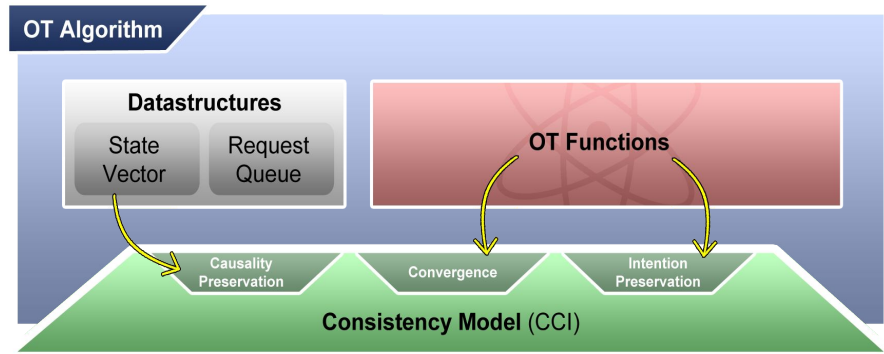 OT Algorithm
Datastructures
State
Vector
Request
Queue
OT Functions
Causality
Preservation
Convergence
Intention
Preservation
Consistency Model (CCI)